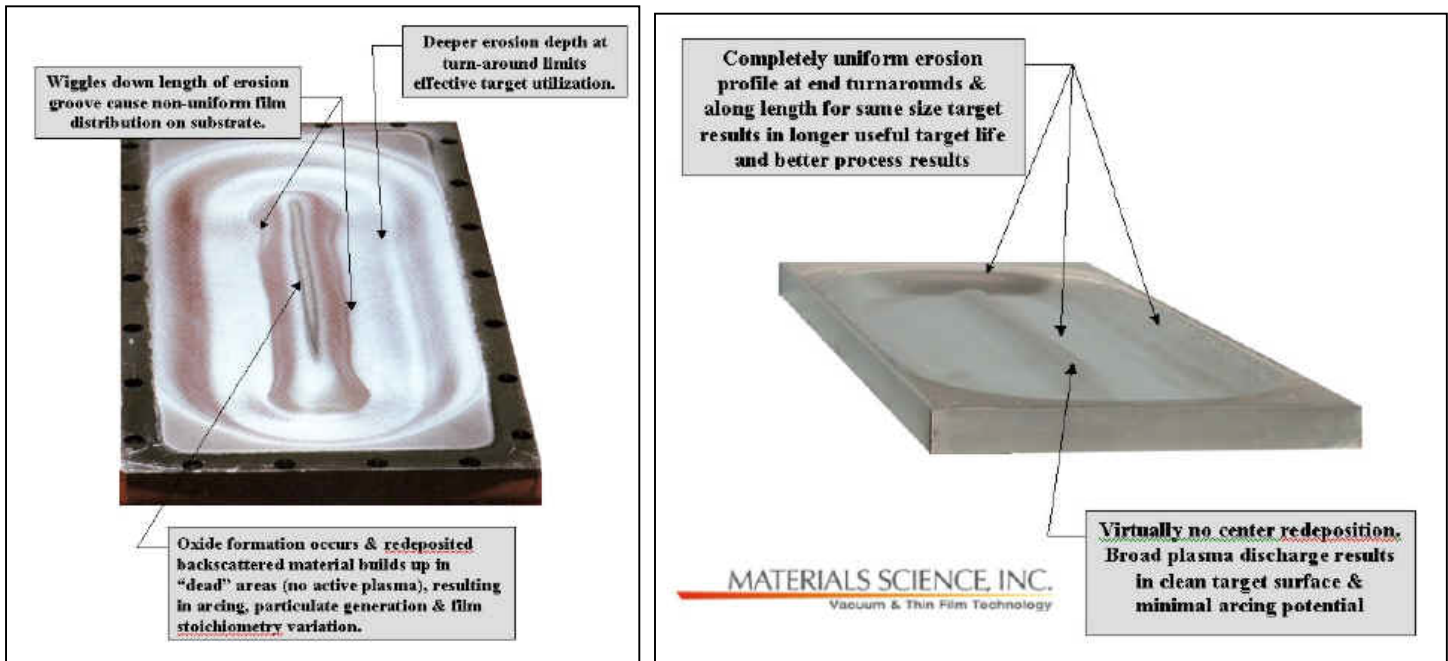 Wiggles down length of erosion
groove cause non-uniform film
distribution on substrate.
Deeper erosion depth at
turn-around limits
effective target utilization.
Oxide formation occurs & redeposited
backscattered material builds up in
“dead” areas (no active plasma), resulting
in arcing, particulate generation & film
stoichiometry variation.
Completely uniform erosion
profile at end turnarounds &
along length for same size target
results in longer useful target life
and better process results
Virtually no center redeposition.
Broad plasma discharge results
in clean target surface &
minimal arcing potential
MATERIALS SCIENCE, INC.
Vacuum & Thin Film Technology